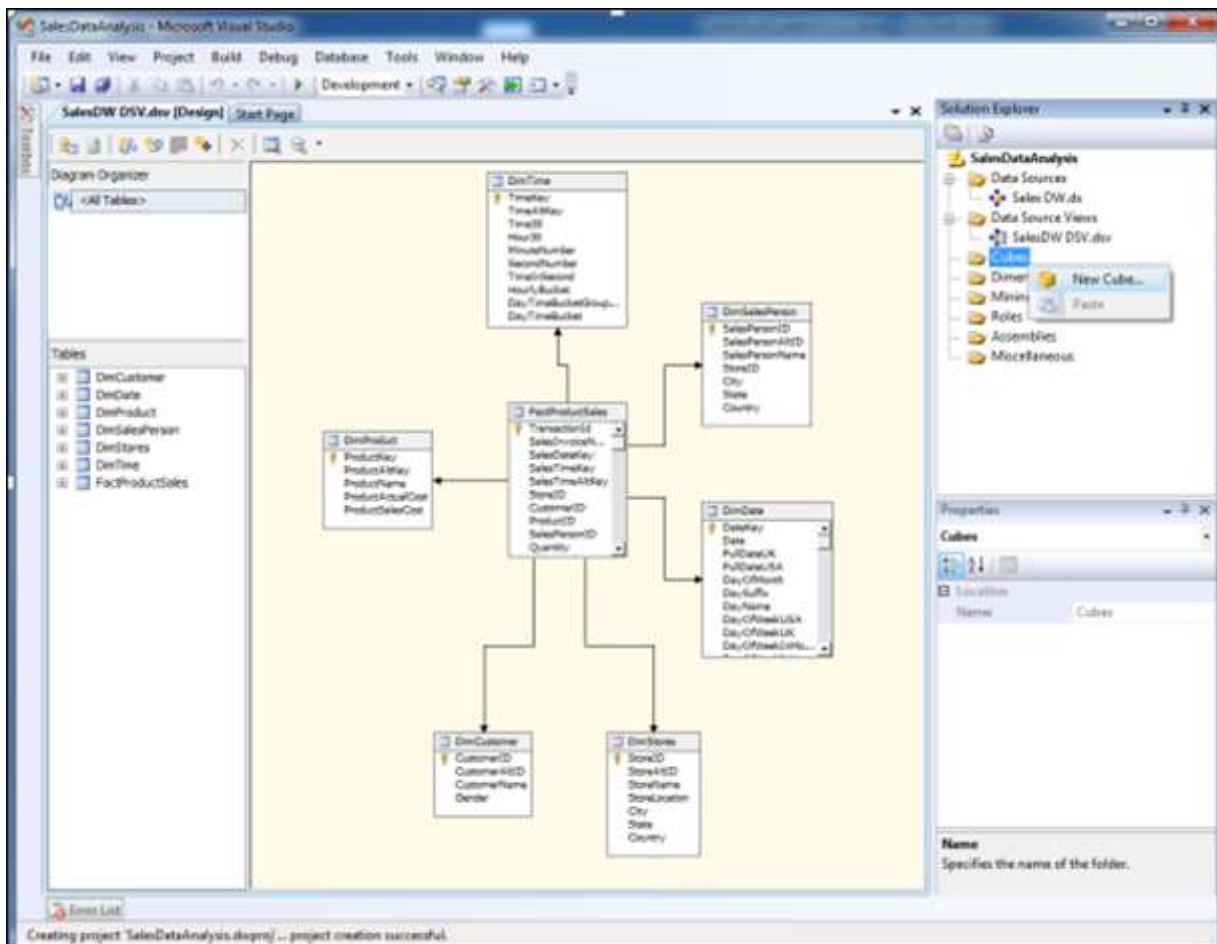 SalesDataAnalysis - Microsoft Visual Studio
File Edit View Project Build Debug Database Tools Window Help
Development
SalesDW DSV.dsv [Design] Start Page
Toolbox
Diagram Organizer
<All Tables>
Tables
DimCustomer
DimDate
DimProduct
DimSalesPerson
DimStores
DimTime
FactProductSales
DimTime
TimeKey
TimeAltKey
Time30
Hour30
MinuteNumber
SecondNumber
TimeInSecond
HourlyBucket
DayTimeBucketGroup...
DayTimeBucket
DimSalesPerson
SalesPersonID
SalesPersonAltID
SalesPersonName
StoreID
City
State
Country
FactProductSales
TransactionId
SalesInvoiceN...
SalesDateKey
SalesTimeKey
SalesTimeAltKey
StoreID
CustomerID
ProductID
SalesPersonID
Quantity
DimProduct
ProductKey
ProductAltKey
ProductName
ProductActualCost
ProductSalesCost
DimDate
DateKey
Date
FullDateUK
FullDateUSA
DayOfMonth
DaySuffix
DayName
DayOfWeekUSA
DayOfWeekUK
DayOfWeekInMo...
DimCustomer
CustomerID
CustomerAltID
CustomerName
Gender
DimStores
StoreID
StoreAltID
StoreName
StoreLocation
City
State
Country
Solution Explorer
SalesDataAnalysis
Data Sources
Sales DW.ds
Data Source Views
SalesDW DSV.dsv
Cubes
New Cube...
Paste
Dimen
Mining
Roles
Assemblies
Miscellaneous
Properties
Cubes
Location
Name Cubes
Name
Specifies the name of the folder.
Error List
Creating project 'SalesDataAnalysis.dwproj'... project creation successful.